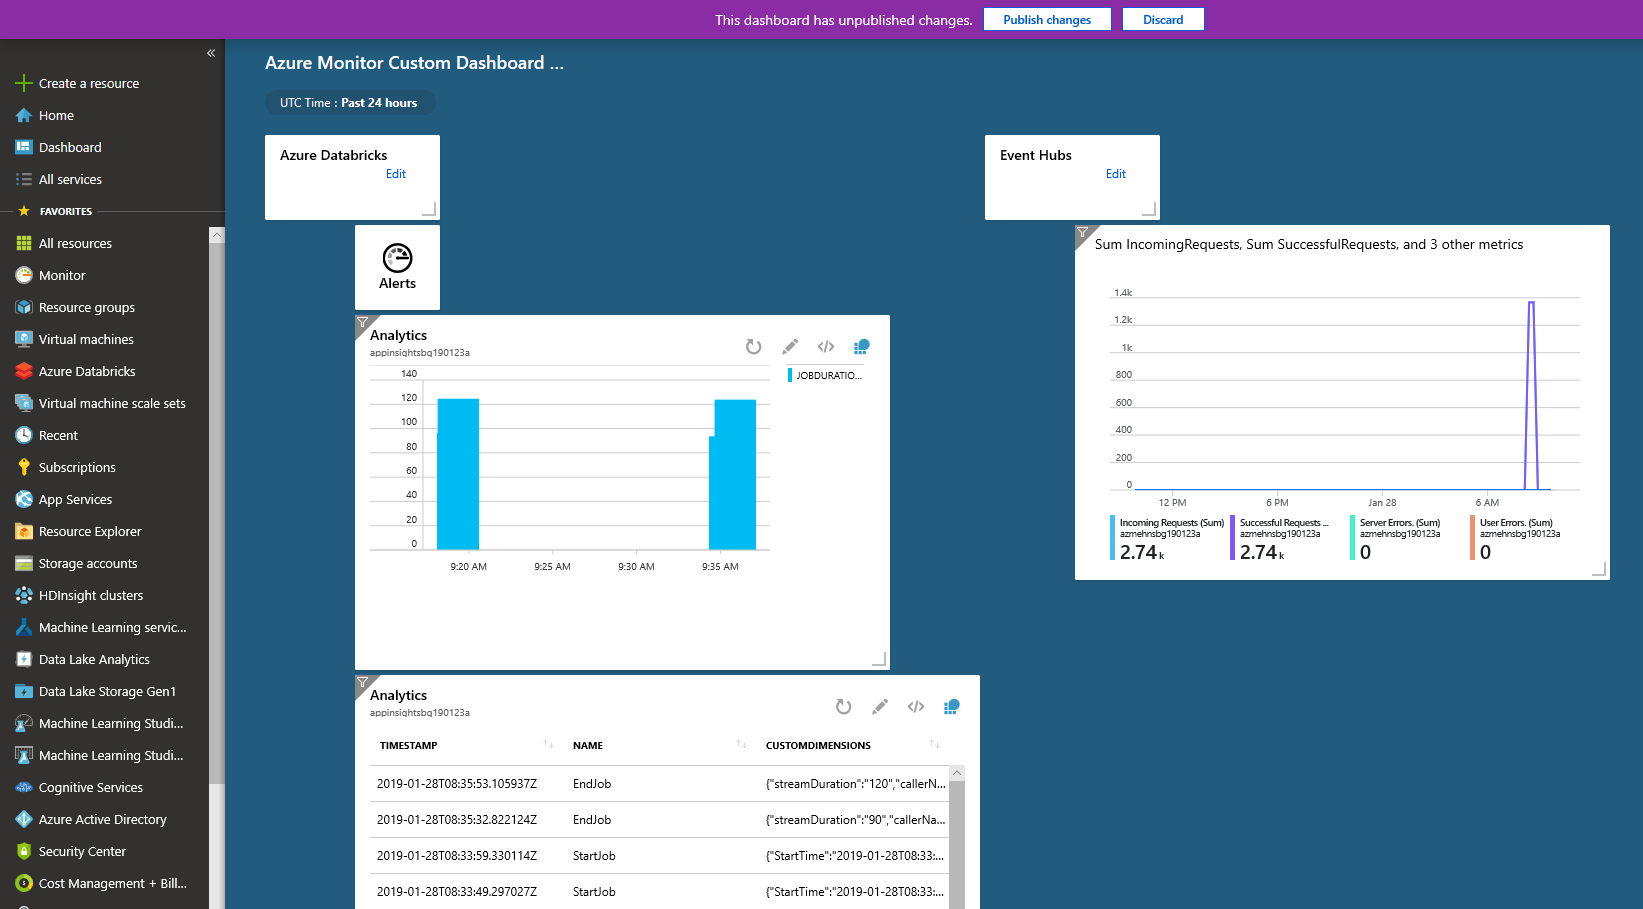 This dashboard has unpublished changes.
Publish changes
Discard
«
Create a resource
Home
Dashboard
All services
FAVORITES
All resources
Monitor
Resource groups
Virtual machines
Azure Databricks
Virtual machine scale sets
Recent
Subscriptions
App Services
Resource Explorer
Storage accounts
HDInsight clusters
Machine Learning servic...
Data Lake Analytics
Data Lake Storage Gen1
Machine Learning Studi...
Machine Learning Studi...
Cognitive Services
Azure Active Directory
Security Center
Cost Management + Bill...
Azure Monitor Custom Dashboard ...
UTC Time : Past 24 hours
Azure Databricks
Edit
Alerts
Analytics
appinsightsbg190123a
JOBDURATIO...
140
120
100
80
60
40
20
0
9:20 AM 9:25 AM 9:30 AM 9:35 AM
Analytics
appinsightsbg190123a
TIMESTAMP NAME CUSTOMDIMENSIONS
2019-01-28T08:35:53.105937Z EndJob {"streamDuration":"120","callerN...
2019-01-28T08:35:32.822124Z EndJob {"streamDuration":"90","callerNa...
2019-01-28T08:33:59.330114Z StartJob {"StartTime":"2019-01-28T08:33:...
2019-01-28T08:33:49.297027Z StartJob {"StartTime":"2019-01-28T08:33:...
Event Hubs
Edit
Sum IncomingRequests, Sum SuccessfulRequests, and 3 other metrics
1.4k
1.2k
1k
800
600
400
200
0
12 PM 6 PM Jan 28 6 AM
Incoming Requests (Sum) Successful Requests ... Server Errors. (Sum) User Errors. (Sum)
azmehnsbg190123a azmehnsbg190123a azmehnsbg190123a azmehnsbg190123a
2.74 k 2.74 k 0 0